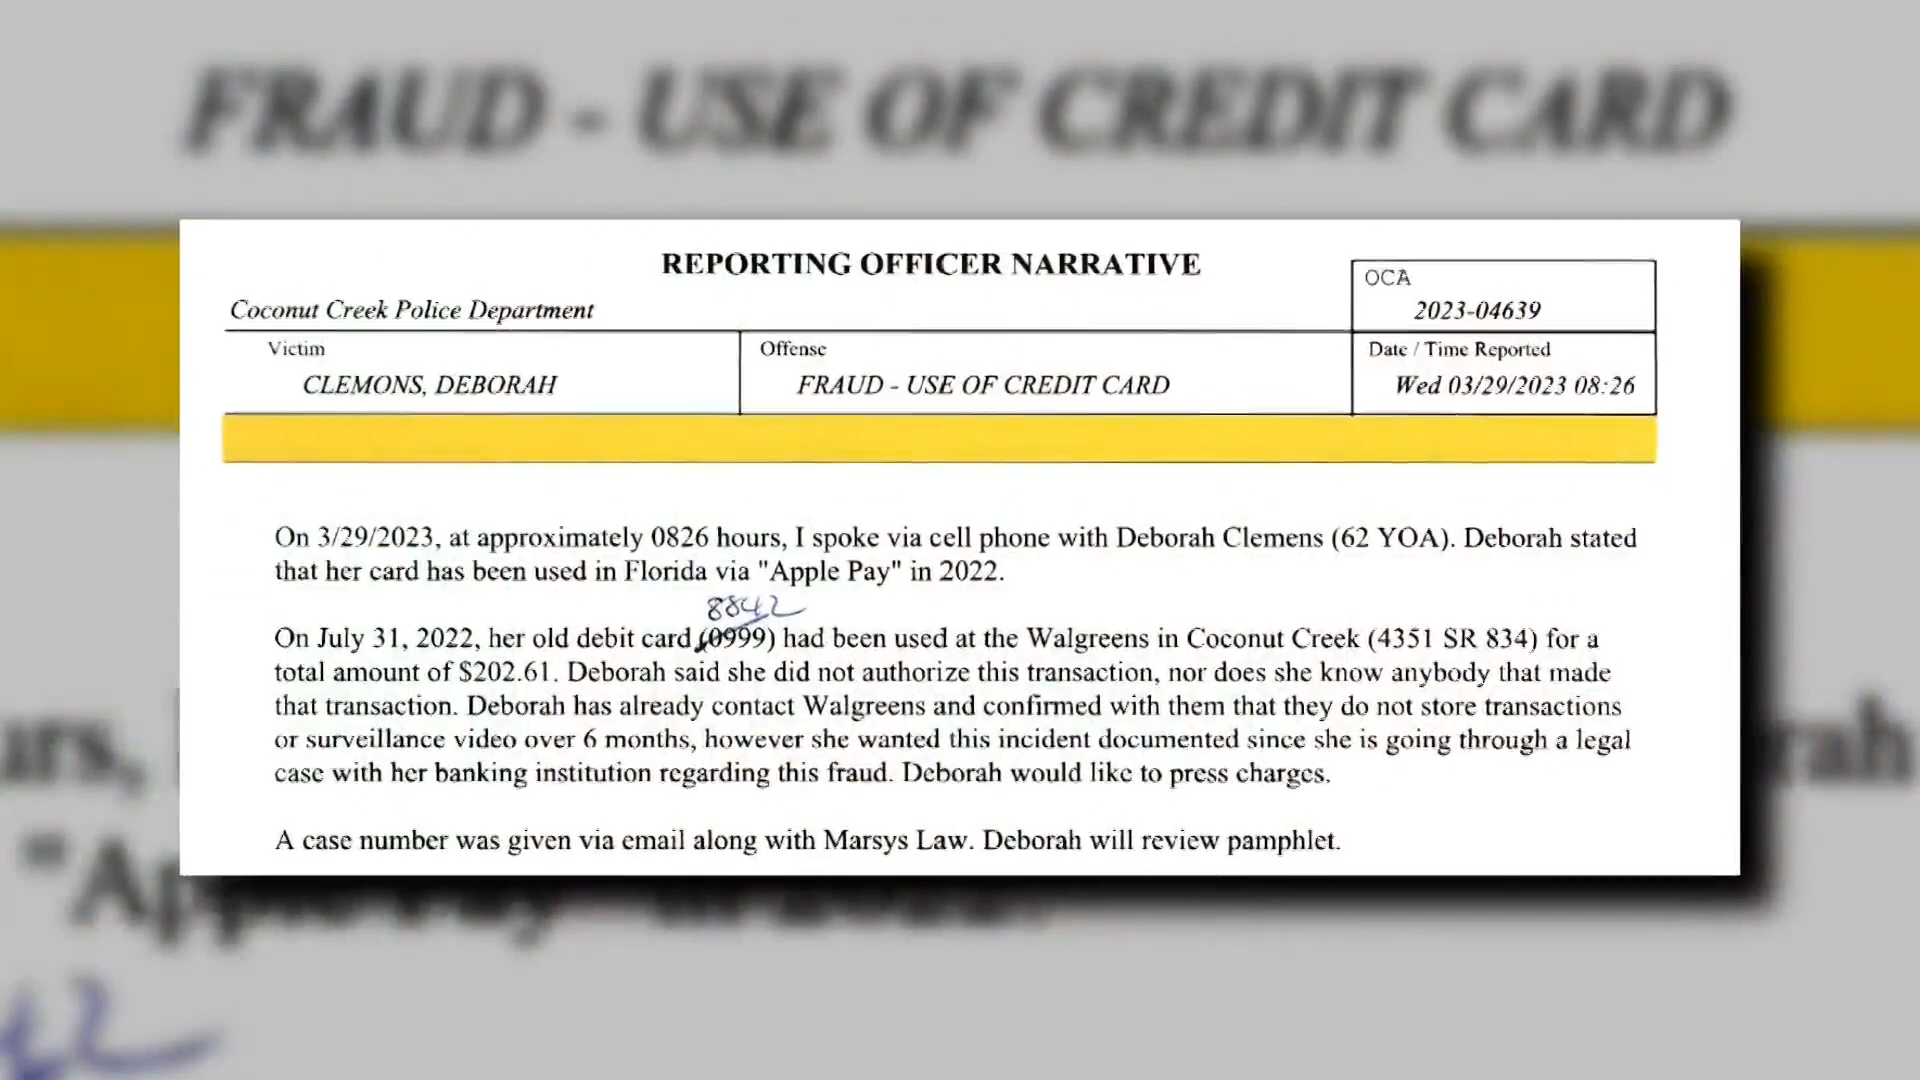 FRAUD - USE OF CREDIT CARD
REPORTING OFFICER NARRATIVE
OCA
Coconut Creek Police Department
2023-04639
Victim
Offense
Date / Time Reported
CLEMONS, DEBORAH
FRAUD - USE OF CREDIT CARD
Wed 03/29/2023 08:26
On 3/29/2023, at approximately 0826 hours, I spoke via cell phone with Deborah Clemens (62 YOA). Deborah stated
that her card has been used in Florida via "Apple Pay" in 2022.
8842
On July 31, 2022, her old debit card (0999) had been used at the Walgreens in Coconut Creek (4351 SR 834) for a
total amount of $202.61. Deborah said she did not authorize this transaction, nor does she know anybody that made
that transaction. Deborah has already contact Walgreens and confirmed with them that they do not store transactions
or surveillance video over 6 months, however she wanted this incident documented since she is going through a legal
case with her banking institution regarding this fraud. Deborah would like to press charges.
A case number was given via email along with Marsys Law. Deborah will review pamphlet.